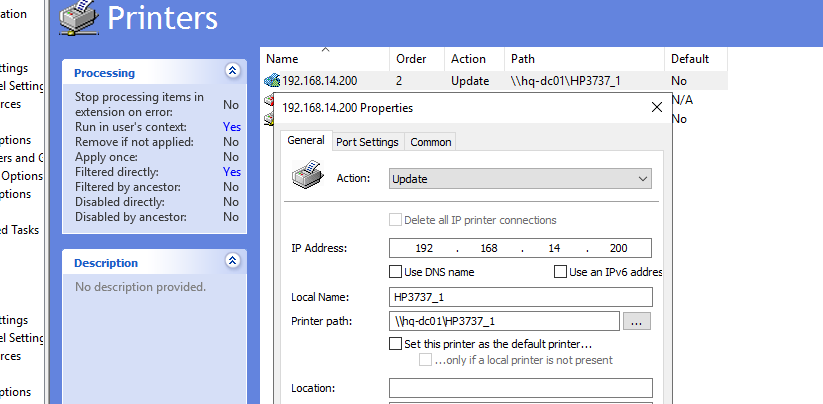 Printers
ation
ttings
el Setting
rces
ptions
ers and G
Options
ptions
ed Tasks
ttings
el Setting
rces
ptions
Processing
Stop processing items in
extension on error: No
Run in user's context: Yes
Remove if not applied: No
Apply once: No
Filtered directly: Yes
Filtered by ancestor: No
Disabled directly: No
Disabled by ancestor: No
Description
No description provided.
Name Order Action Path Default
192.168.14.200 2 Update \\hq-dc01\HP3737_1 No
N/A
No
192.168.14.200 Properties
General Port Settings Common
Action: Update
Delete all IP printer connections
IP Address: 192 . 168 . 14 . 200
Use DNS name Use an IPv6 addres
Local Name: HP3737_1
Printer path: \\hq-dc01\HP3737_1 ...
Set this printer as the default printer...
...only if a local printer is not present
Location: